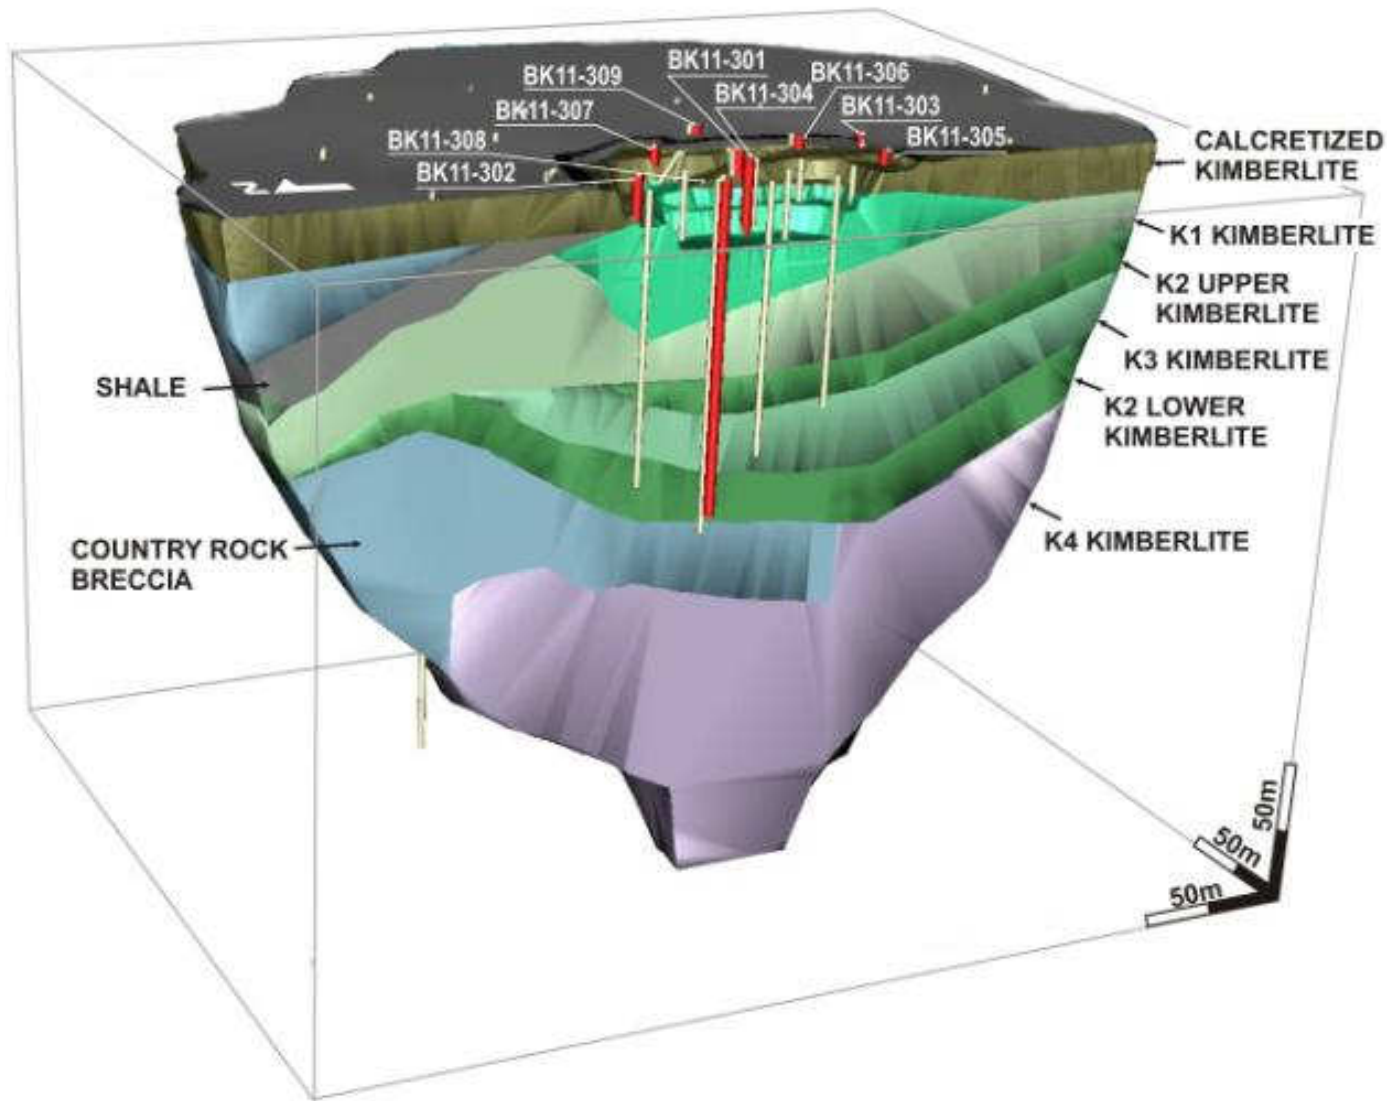 BK11-301
BK11-309
BK11-306
BK11-304
BK11-307
BK11-303
BK11-308
BK11-305
BK11-302
N
CALCRETIZED
KIMBERLITE
K1 KIMBERLITE
K2 UPPER
KIMBERLITE
K3 KIMBERLITE
SHALE
K2 LOWER
KIMBERLITE
COUNTRY ROCK
BRECCIA
K4 KIMBERLITE
50m
50m
50m